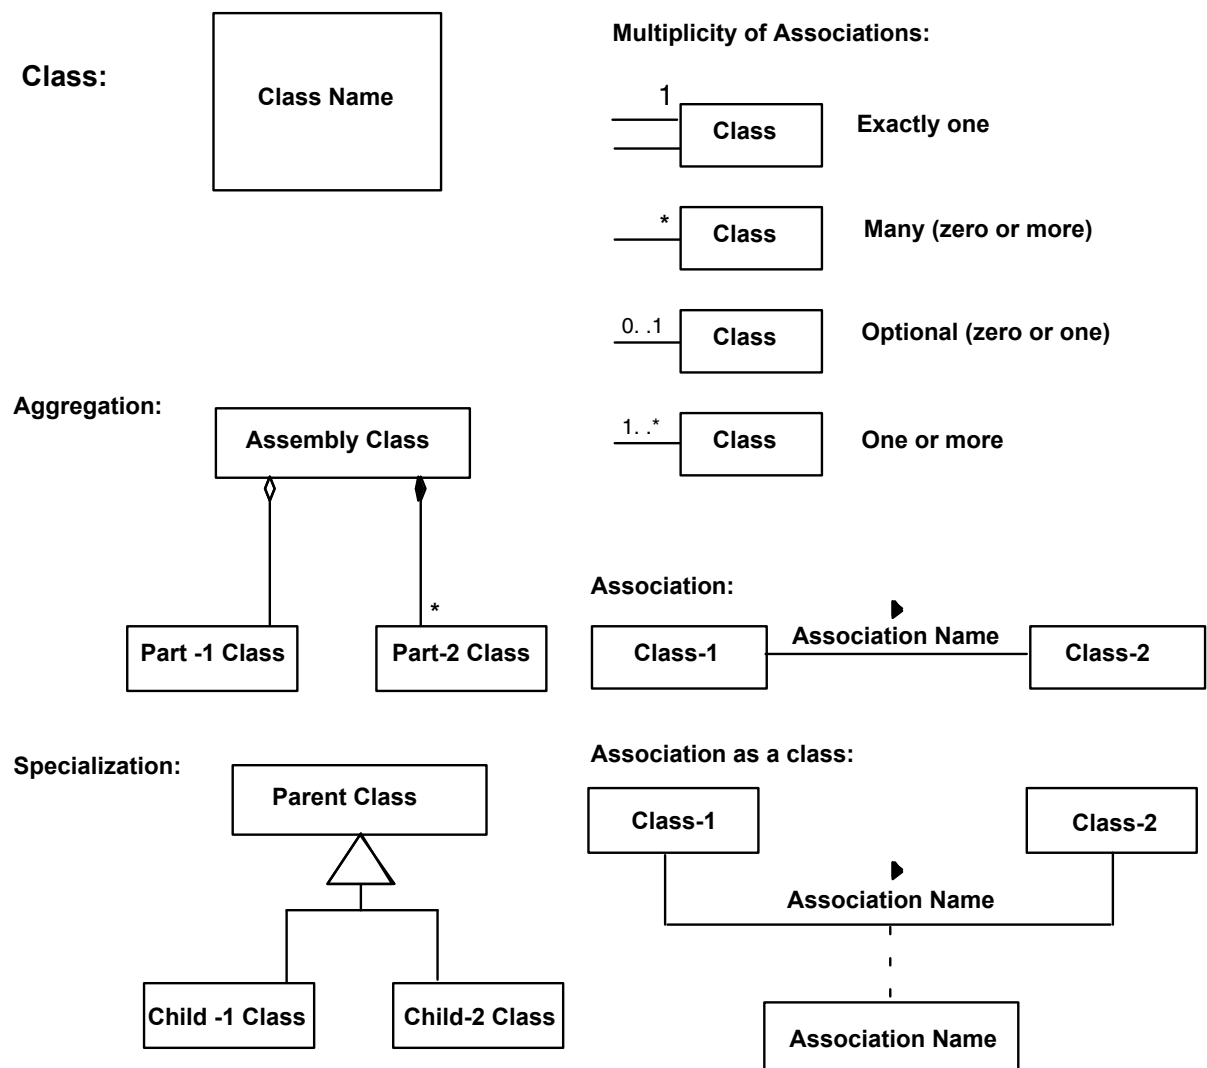 Class:
Class Name
Aggregation:
Assembly Class
*
Part -1 Class
Part-2 Class
Specialization:
Parent Class
Child -1 Class
Child-2 Class
Multiplicity of Associations:
1
Class
Exactly one
*
Class
Many (zero or more)
0. .1
Class
Optional (zero or one)
1. .*
Class
One or more
Association:
Class-1
Association Name
Class-2
Association as a class:
Class-1
Class-2
Association Name
Association Name